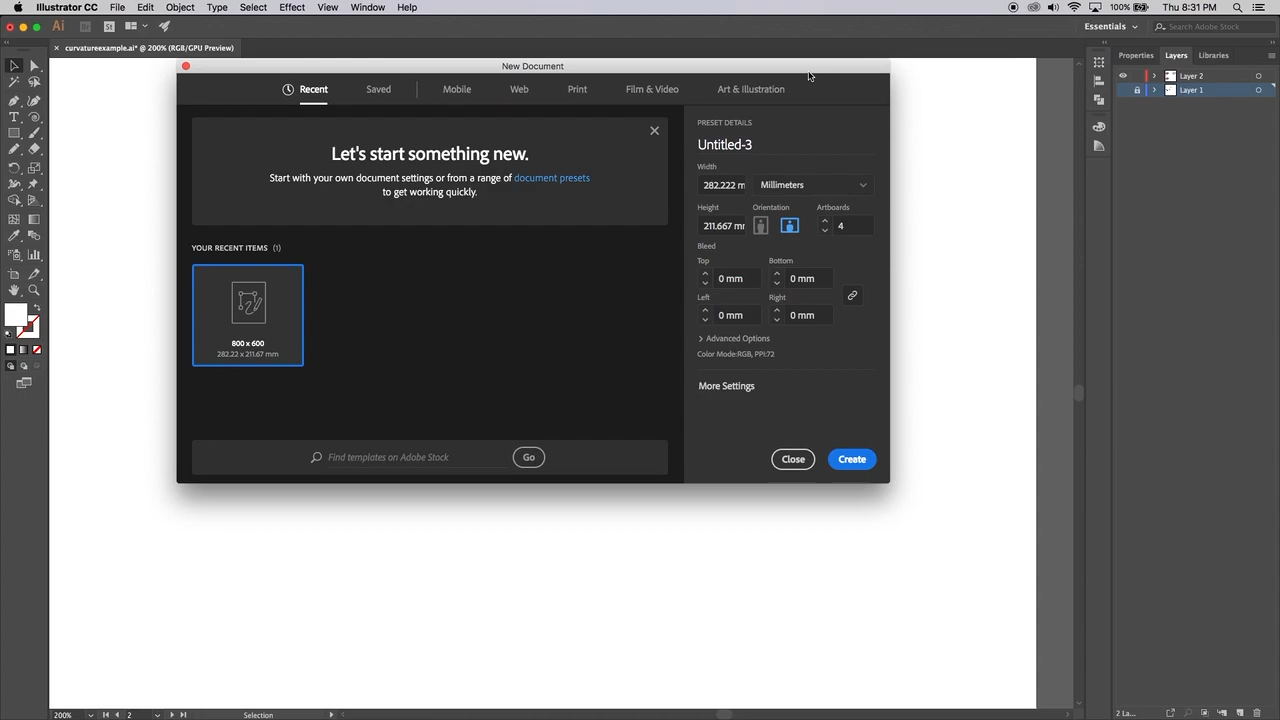 Illustrator CC File Edit Object Type Select Effect View Window Help
100% Thu 8:31 PM
Ai Br St Essentials Search Adobe Stock
curvatureexample.ai* @ 200% (RGB/GPU Preview)
Properties Layers Libraries
Layer 2
Layer 1
New Document
Recent Saved Mobile Web Print Film & Video Art & Illustration
Let's start something new.
Start with your own document settings or from a range of document presets
to get working quickly.
YOUR RECENT ITEMS (1)
800 x 600
282.22 x 211.67 mm
Find templates on Adobe Stock Go
PRESET DETAILS
Untitled-3
Width
282.222 m Millimeters
Height Orientation Artboards
211.667 mr 4
Bleed
Top Bottom
0 mm 0 mm
Left Right
0 mm 0 mm
Advanced Options
Color Mode:RGB, PPI:72
More Settings
Close Create
200% 2 Selection
2 La...